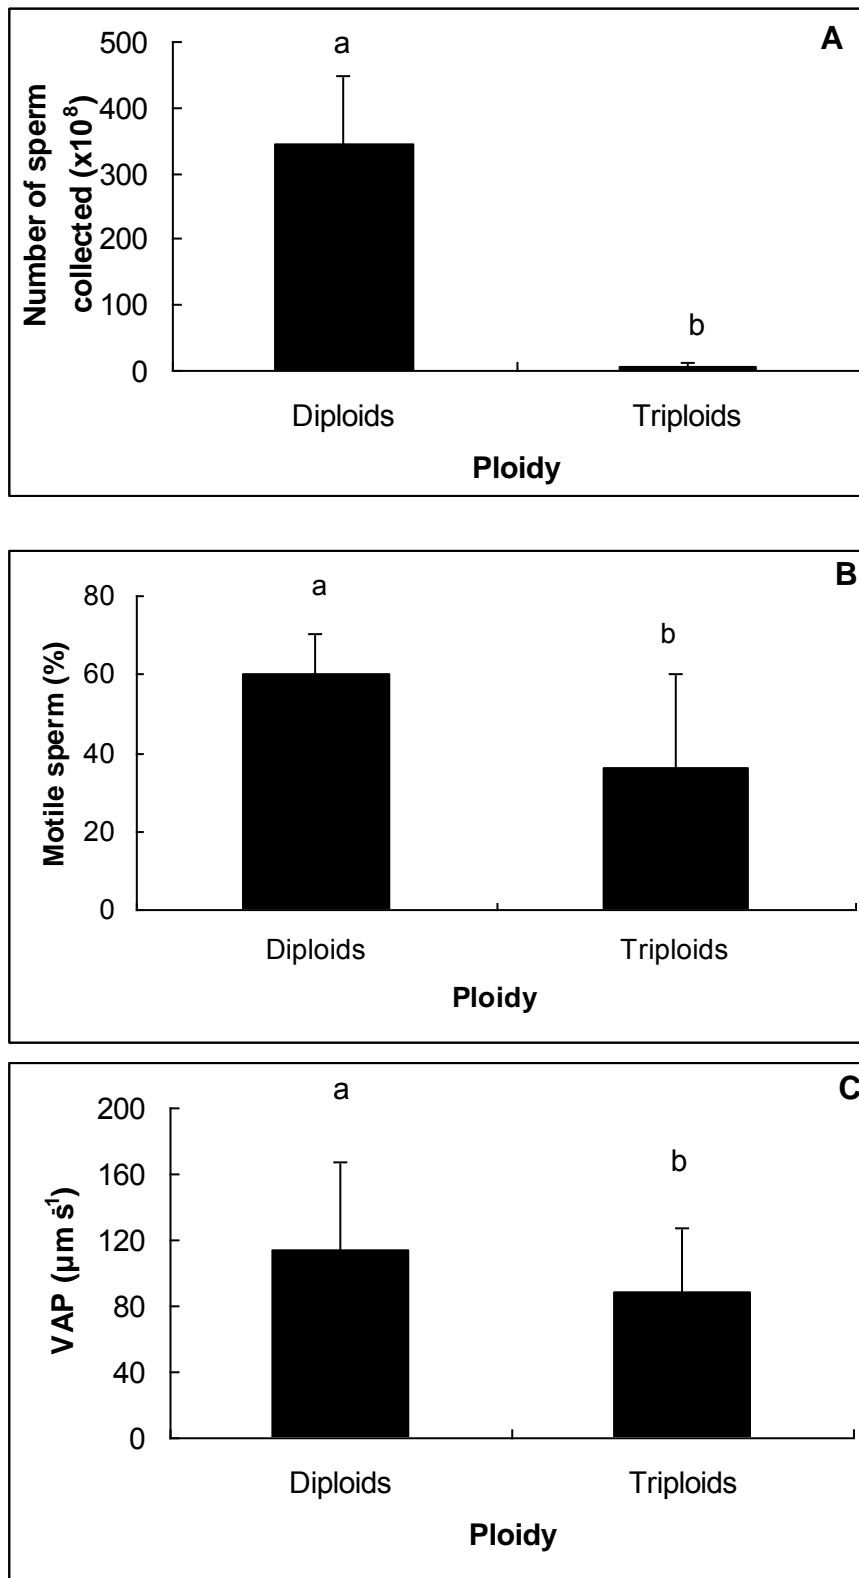 A
a
b
500
400
300
200
100
0
Number of sperm
collected (x10⁸)
Diploids
Triploids
Ploidy
B
a
b
80
60
40
20
0
Motile sperm (%)
Diploids
Triploids
Ploidy
C
a
b
200
160
120
80
40
0
VAP (µm s⁻¹)
Diploids
Triploids
Ploidy